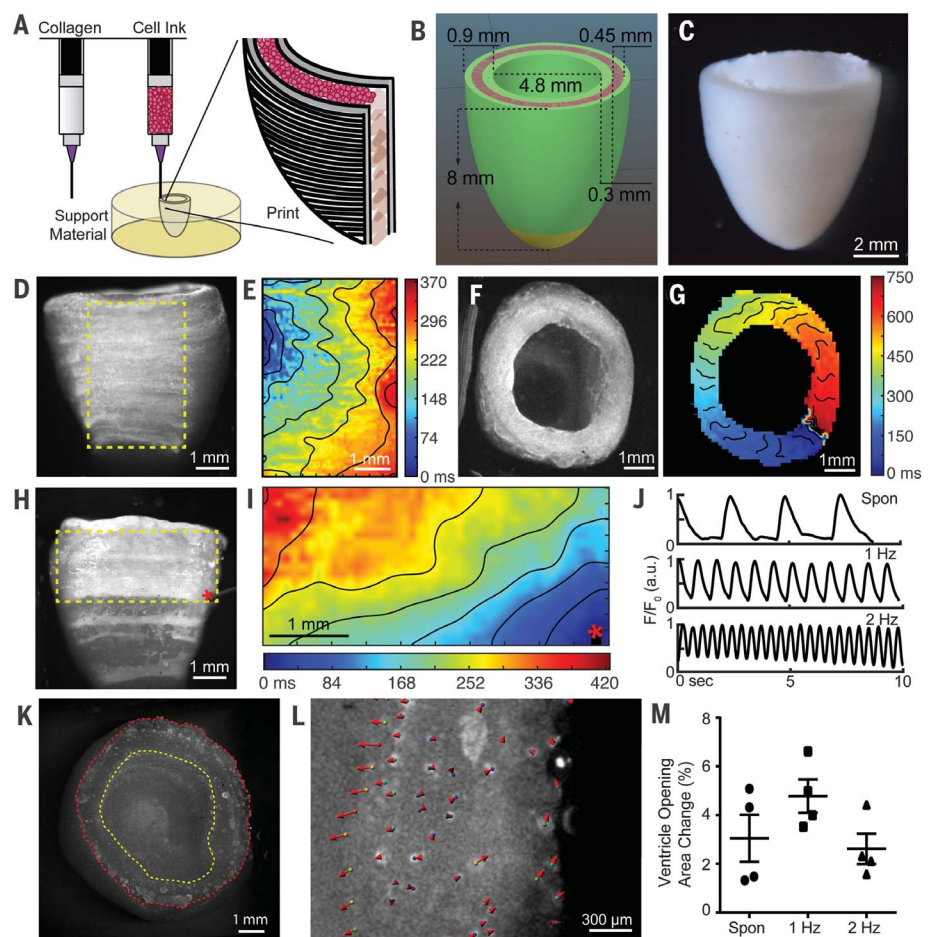 A
Collagen
Cell Ink
Support
Material
Print
B
0.9 mm
0.45 mm
4.8 mm
8 mm
0.3 mm
C
2 mm
D
1 mm
E
370
296
222
148
74
0 ms
1 mm
F
1mm
G
750
600
450
300
150
0 ms
1mm
H
*
1 mm
I
1 mm
*
0 ms
84
168
252
336
420
J
Spon
1
0
1 Hz
1
0
2 Hz
1
0
F/F0 (a.u.)
0 sec
5
10
K
1 mm
L
300 µm
M
Ventricle Opening
Area Change (%)
8
6
4
2
0
Spon
1 Hz
2 Hz